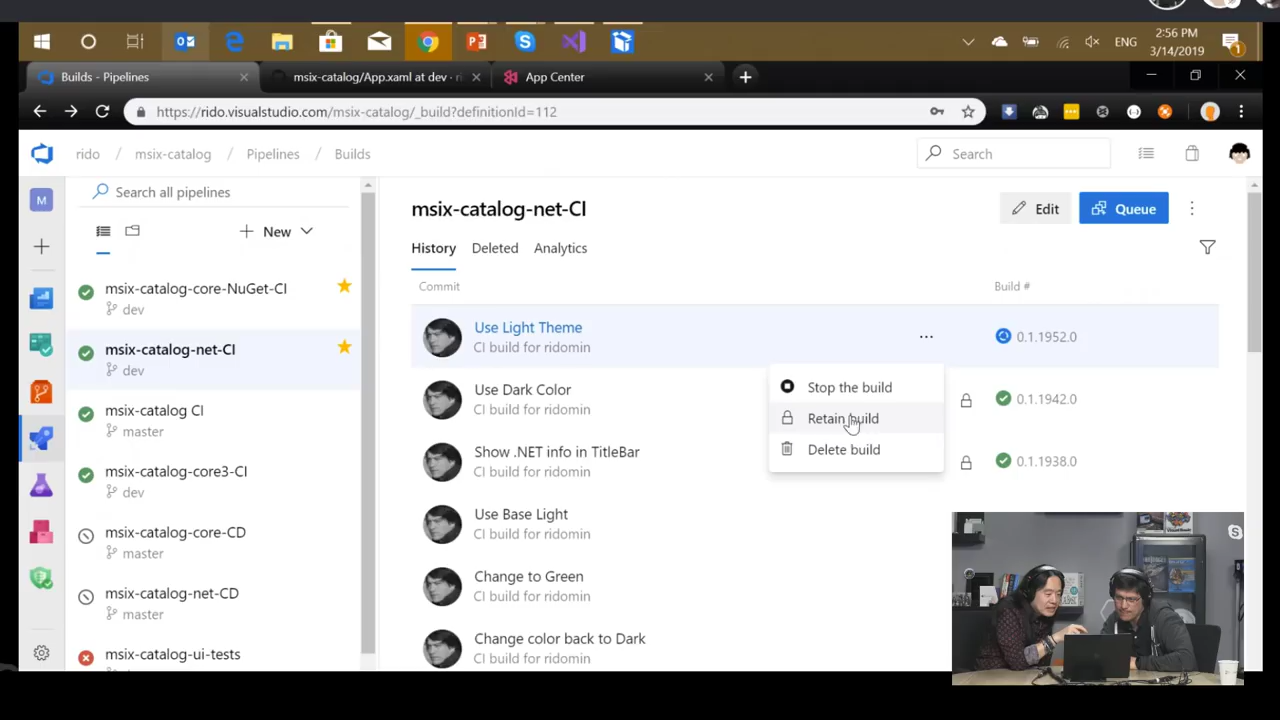 2:56 PM
ENG
3/14/2019
1
Builds - Pipelines
msix-catalog/App.xaml at dev · ri
App Center
https://rido.visualstudio.com/msix-catalog/_build?definitionId=112
rido / msix-catalog / Pipelines / Builds
Search
M
Search all pipelines
New
msix-catalog-core-NuGet-CI
dev
msix-catalog-net-CI
dev
msix-catalog CI
master
msix-catalog-core3-CI
dev
msix-catalog-core-CD
master
msix-catalog-net-CD
master
msix-catalog-ui-tests
msix-catalog-net-CI
Edit
Queue
History Deleted Analytics
Commit Build #
Use Light Theme
CI build for ridomin
0.1.1952.0
Stop the build
Retain build
Delete build
Use Dark Color
CI build for ridomin
0.1.1942.0
Show .NET info in TitleBar
CI build for ridomin
0.1.1938.0
Use Base Light
CI build for ridomin
Change to Green
CI build for ridomin
Change color back to Dark
CI build for ridomin